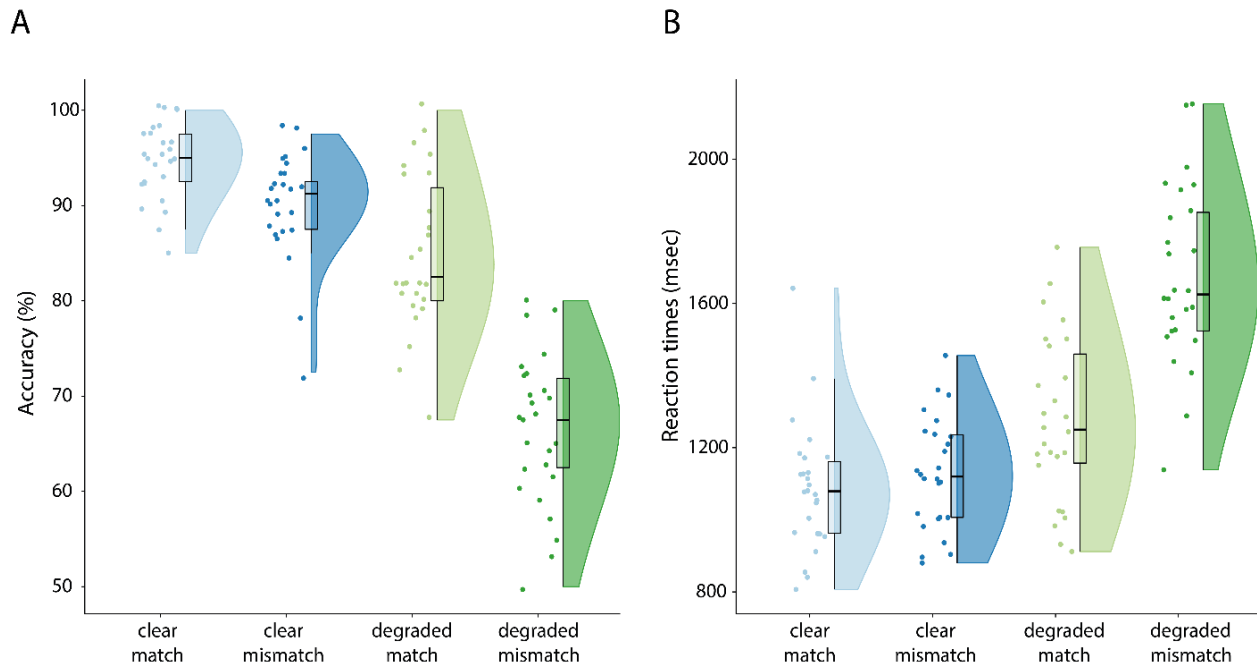 A
Accuracy (%)
100
90
80
70
60
50
clear
match
clear
mismatch
degraded
match
degraded
mismatch
B
Reaction times (msec)
2000
1600
1200
800
clear
match
clear
mismatch
degraded
match
degraded
mismatch